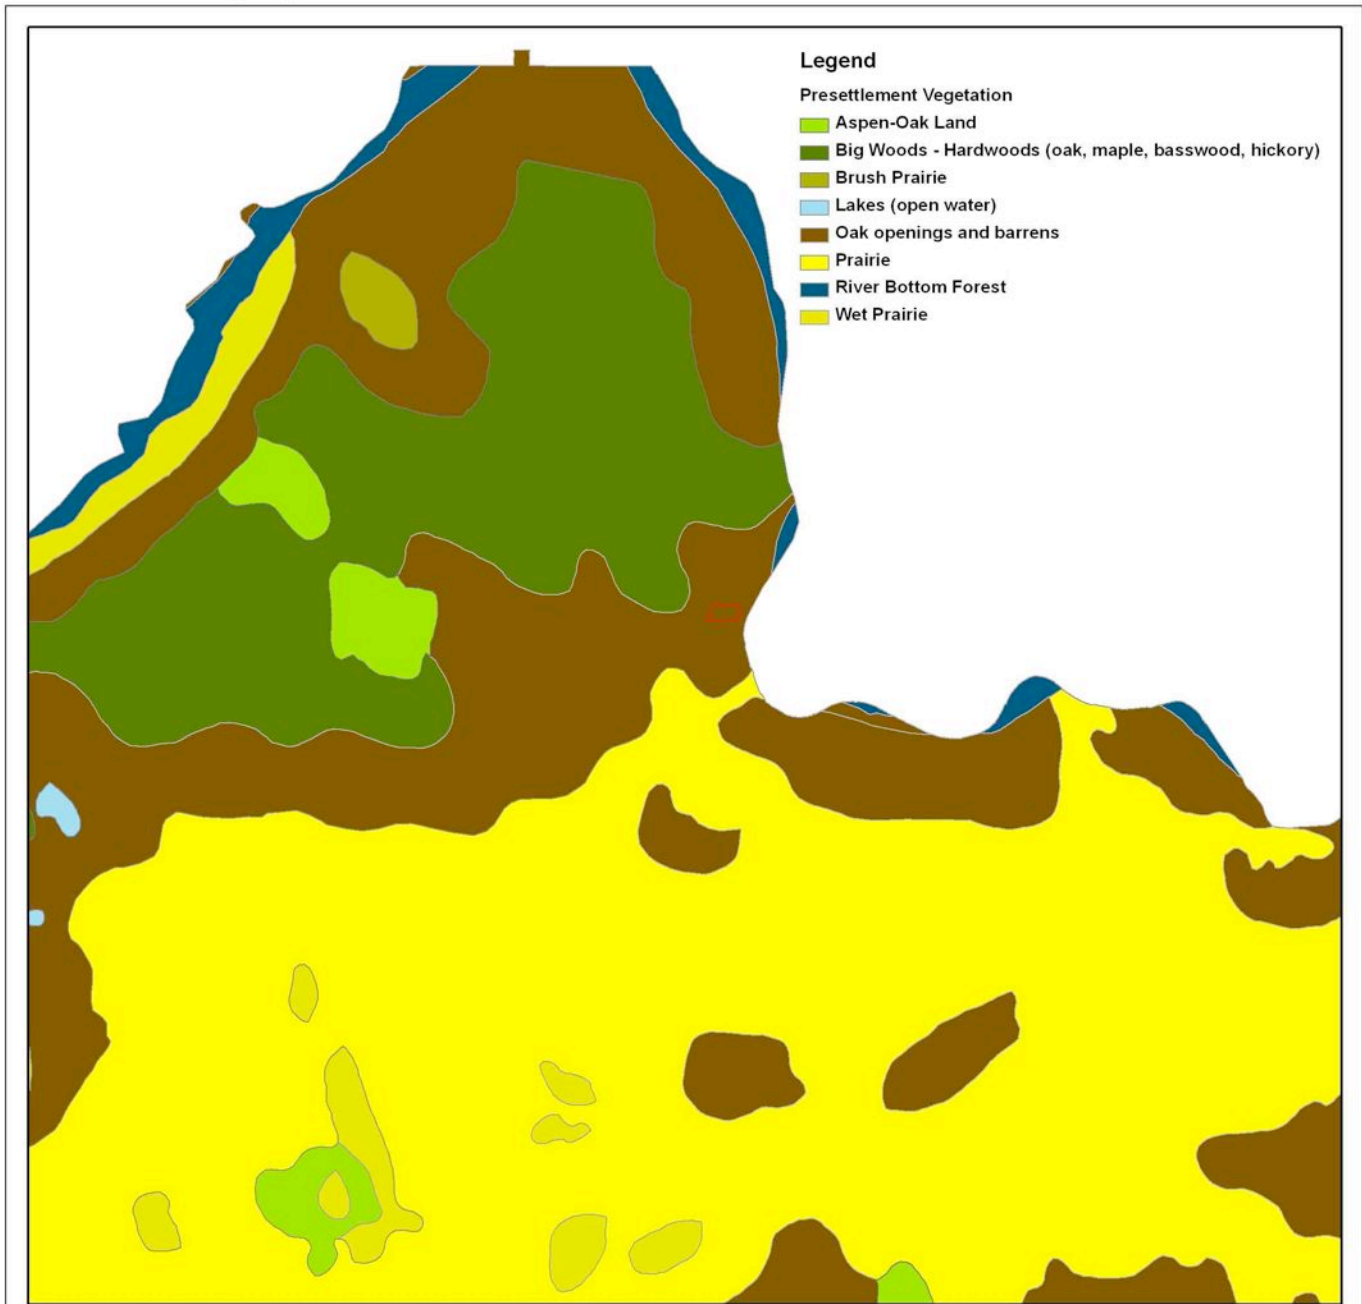 Legend
Presettlement Vegetation
Aspen-Oak Land
Big Woods - Hardwoods (oak, maple, basswood, hickory)
Brush Prairie
Lakes (open water)
Oak openings and barrens
Prairie
River Bottom Forest
Wet Prairie